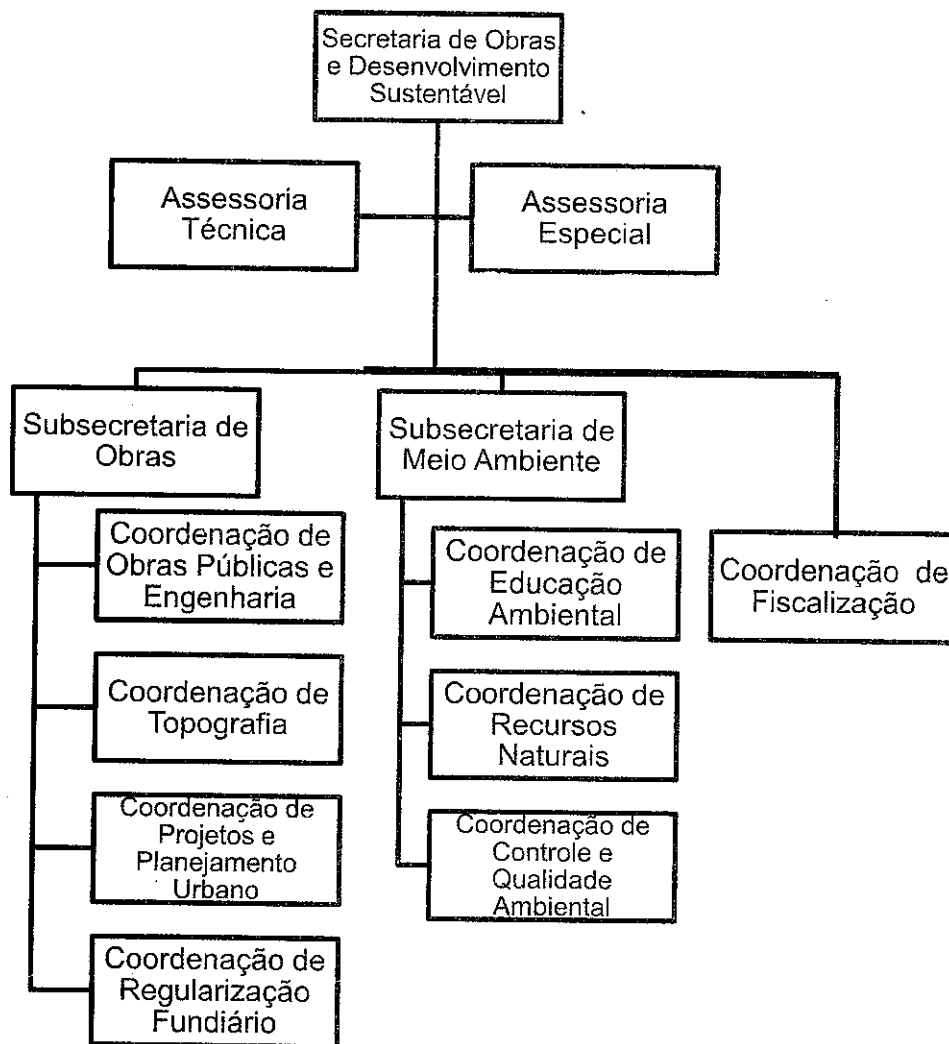 Secretaria de Obras
e Desenvolvimento
Sustentável
Assessoria
Técnica
Assessoria
Especial
Subsecretaria de
Obras
Subsecretaria de
Meio Ambiente
Coordenação de
Obras Públicas e
Engenharia
Coordenação de
Topografia
Coordenação de
Projetos e
Planejamento
Urbano
Coordenação de
Regularização
Fundiário
Coordenação de
Educação
Ambiental
Coordenação de
Recursos
Naturais
Coordenação de
Controle e
Qualidade
Ambiental
Coordenação de
Fiscalização